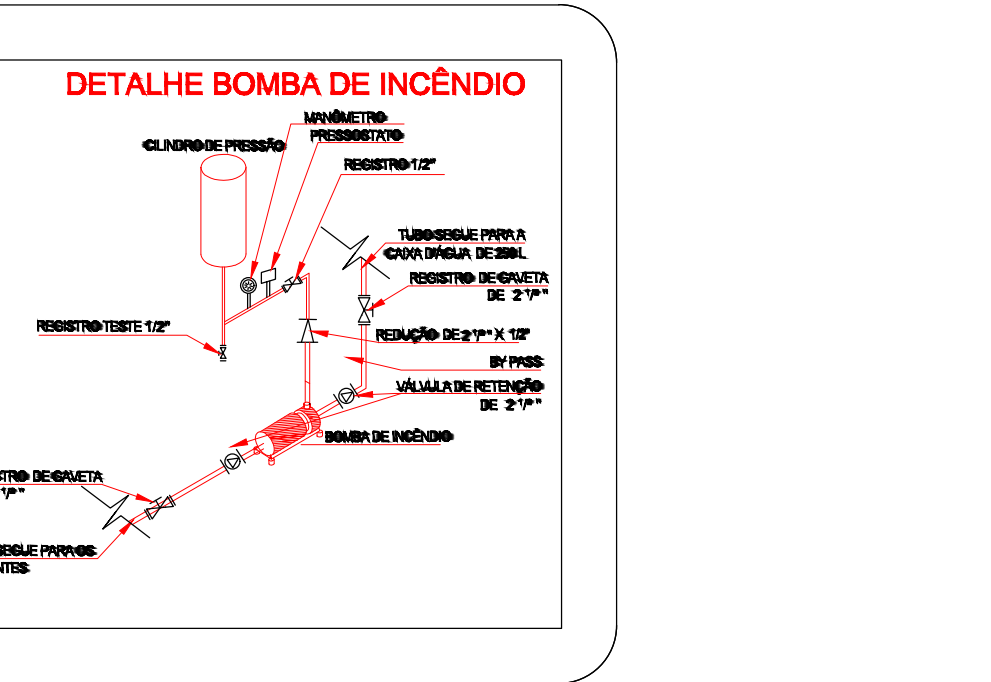 DETALHE BOMBA DE INCÊNDIO
MANÔMETRO
PRESSOSTATO
CILINDRO DE PRESSÃO
REGISTRO 1/2"
TUBO SEGUE PARA A
CAIXA D'ÁGUA DE 250 L
REGISTRO DE GAVETA
DE 2 1/2"
REGISTRO TESTE 1/2"
REDUÇÃO DE 2 1/2" X 1/2"
BY PASS
VÁLVULA DE RETENÇÃO
DE 2 1/2"
BOMBA DE INCÊNDIO
STRO DE GAVETA
1/2"
SEGUE PARA OS
NTES